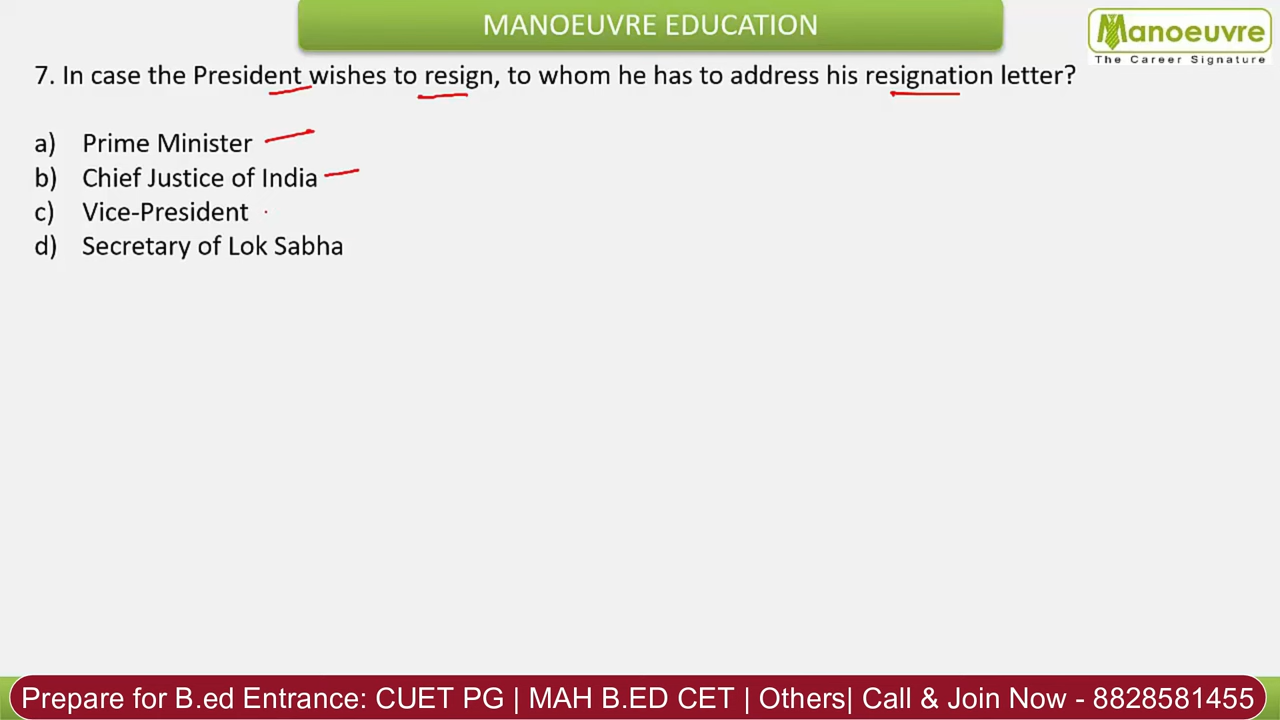 MANOEUVRE EDUCATION
Manoeuvre
The Career Signature
7. In case the President wishes to resign, to whom he has to address his resignation letter?
a) Prime Minister
b) Chief Justice of India
c) Vice-President
d) Secretary of Lok Sabha
Prepare for B.ed Entrance: CUET PG | MAH B.ED CET | Others| Call & Join Now - 8828581455